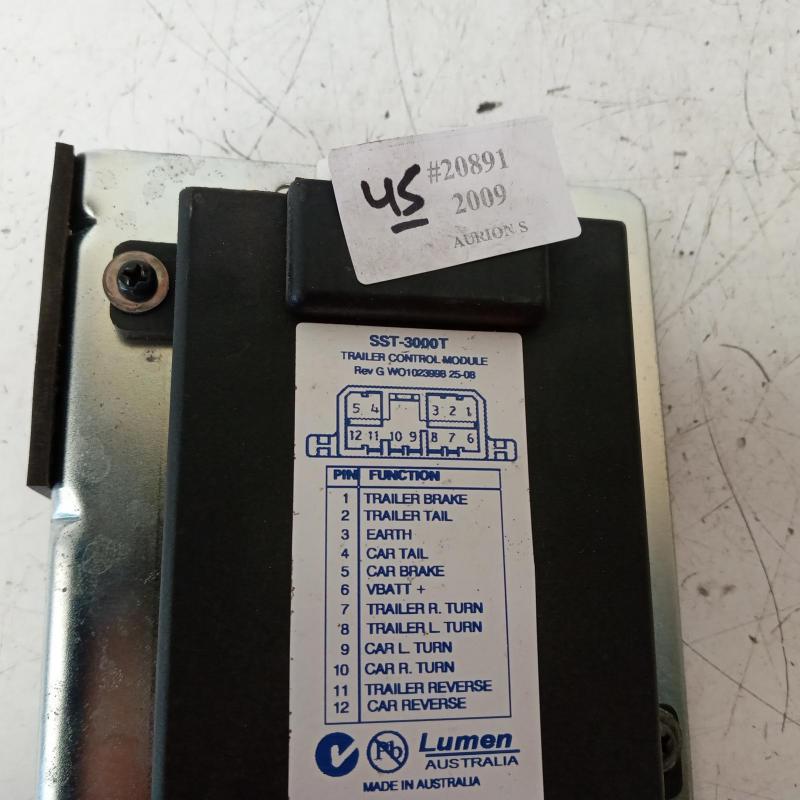 45
#20891
2009
AURION S
SST-3000T
TRAILER CONTROL MODULE
Rev G WO1023998 25-08
5 4 3 2 1
12 11 10 9 8 7 6
PIN FUNCTION
1 TRAILER BRAKE
2 TRAILER TAIL
3 EARTH
4 CAR TAIL
5 CAR BRAKE
6 VBATT +
7 TRAILER R. TURN
8 TRAILER L. TURN
9 CAR L. TURN
10 CAR R. TURN
11 TRAILER REVERSE
12 CAR REVERSE
Pb Lumen
AUSTRALIA
MADE IN AUSTRALIA